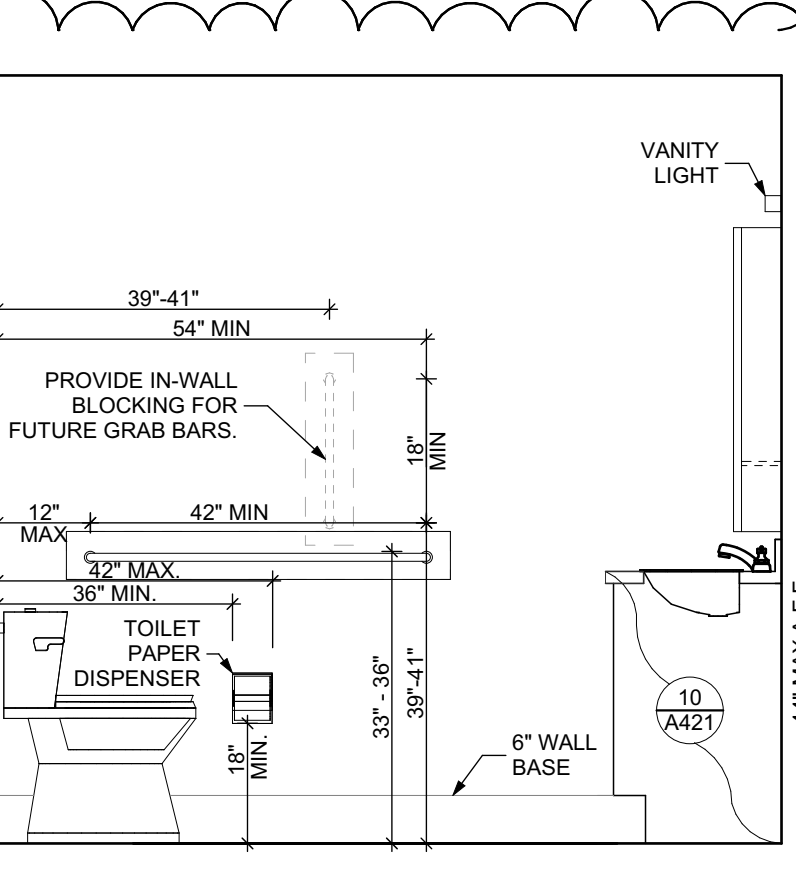 VANITY
LIGHT
39"-41"
54" MIN
PROVIDE IN-WALL
BLOCKING FOR
FUTURE GRAB BARS.
18"
MIN
12"
MAX
42" MIN
42" MAX.
36" MIN.
TOILET
PAPER
DISPENSER
33" - 36"
39"-41"
18"
MIN.
6" WALL
BASE
10
A421